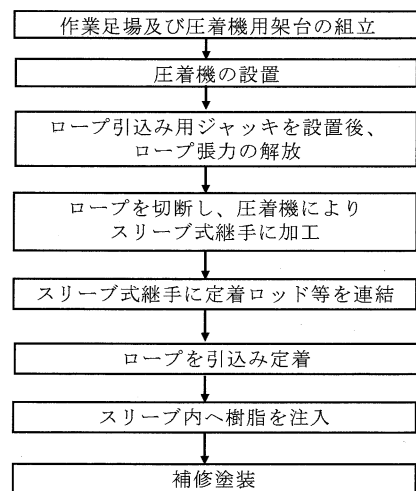 作業足場及び圧着機用架台の組立
圧着機の設置
ロープ引込み用ジャッキを設置後、
ロープ張力の解放
ロープを切断し、圧着機により
スリーブ式継手に加工
スリーブ式継手に定着ロッド等を連結
ロープを引込み定着
スリーブ内へ樹脂を注入
補修塗装